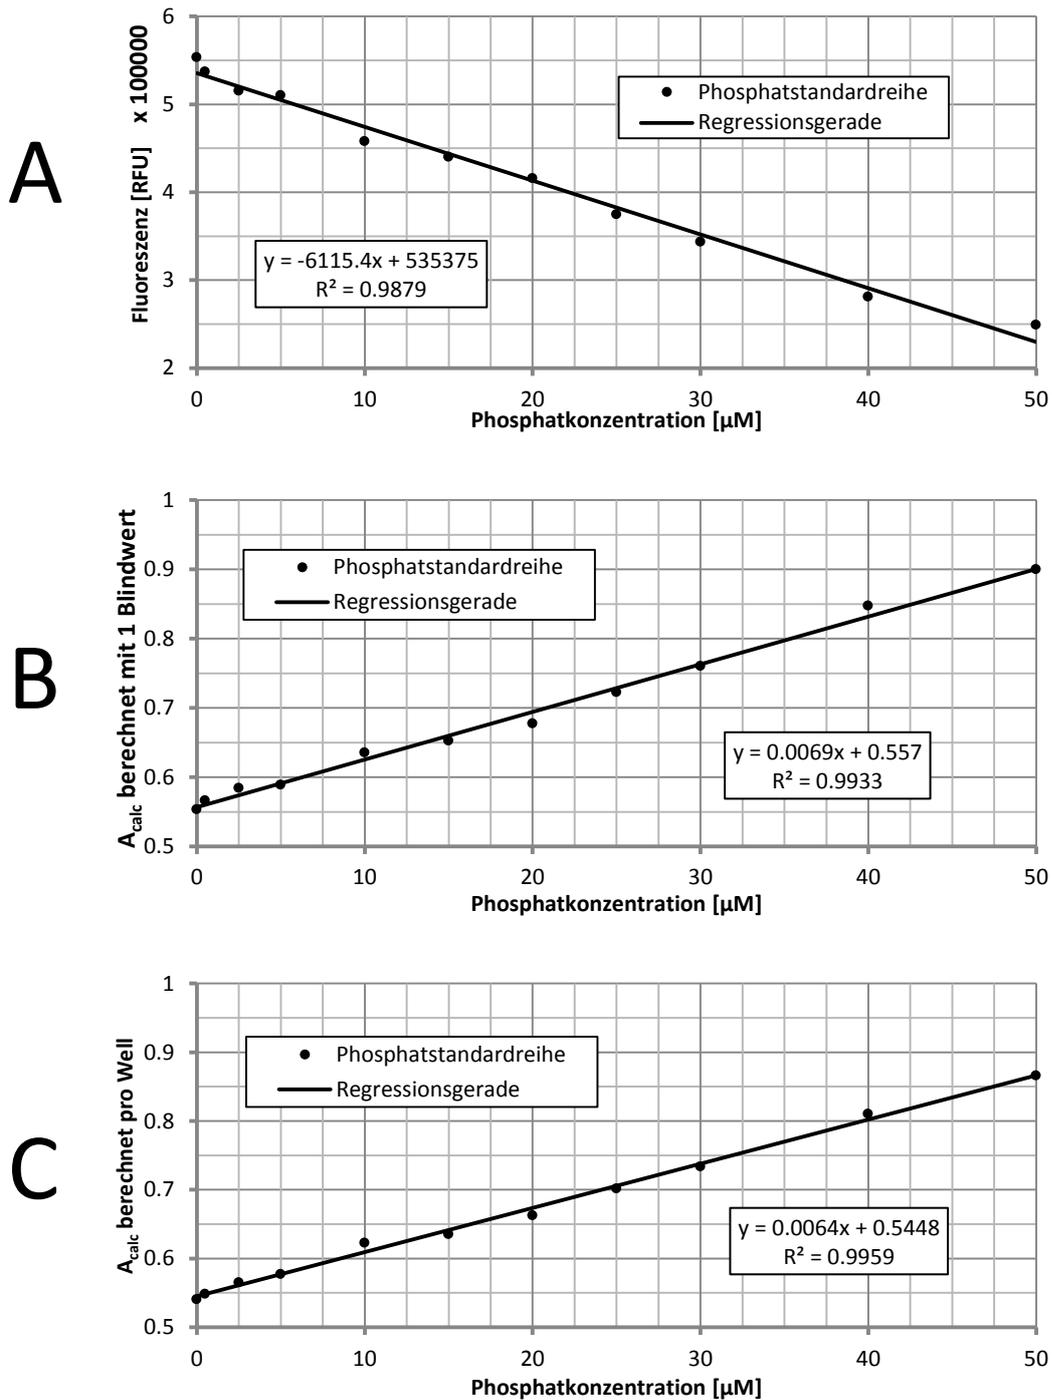 A
Fluoreszenz [RFU] x 100000
6
5
4
3
2
Phosphatstandardreihe
Regressionsgerade
y = -6115.4x + 535375
R² = 0.9879
0 10 20 30 40 50
Phosphatkonzentration [µM]
B
A_calc berechnet mit 1 Blindwert
1
0.9
0.8
0.7
0.6
0.5
Phosphatstandardreihe
Regressionsgerade
y = 0.0069x + 0.557
R² = 0.9933
0 10 20 30 40 50
Phosphatkonzentration [µM]
C
A_calc berechnet pro Well
1
0.9
0.8
0.7
0.6
0.5
Phosphatstandardreihe
Regressionsgerade
y = 0.0064x + 0.5448
R² = 0.9959
0 10 20 30 40 50
Phosphatkonzentration [µM]